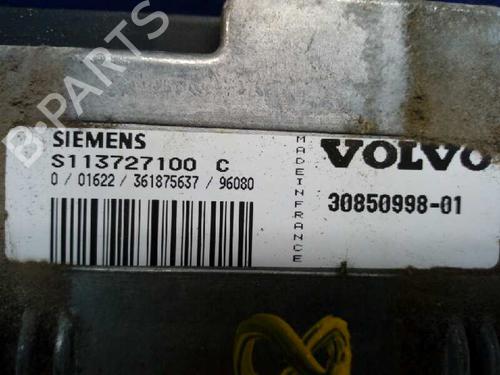 B-PARTS
SIEMENS
S113727100 C
0 / 01622 / 361875637 / 96080
MADE IN FRANCE
VOLVO
30850998-01